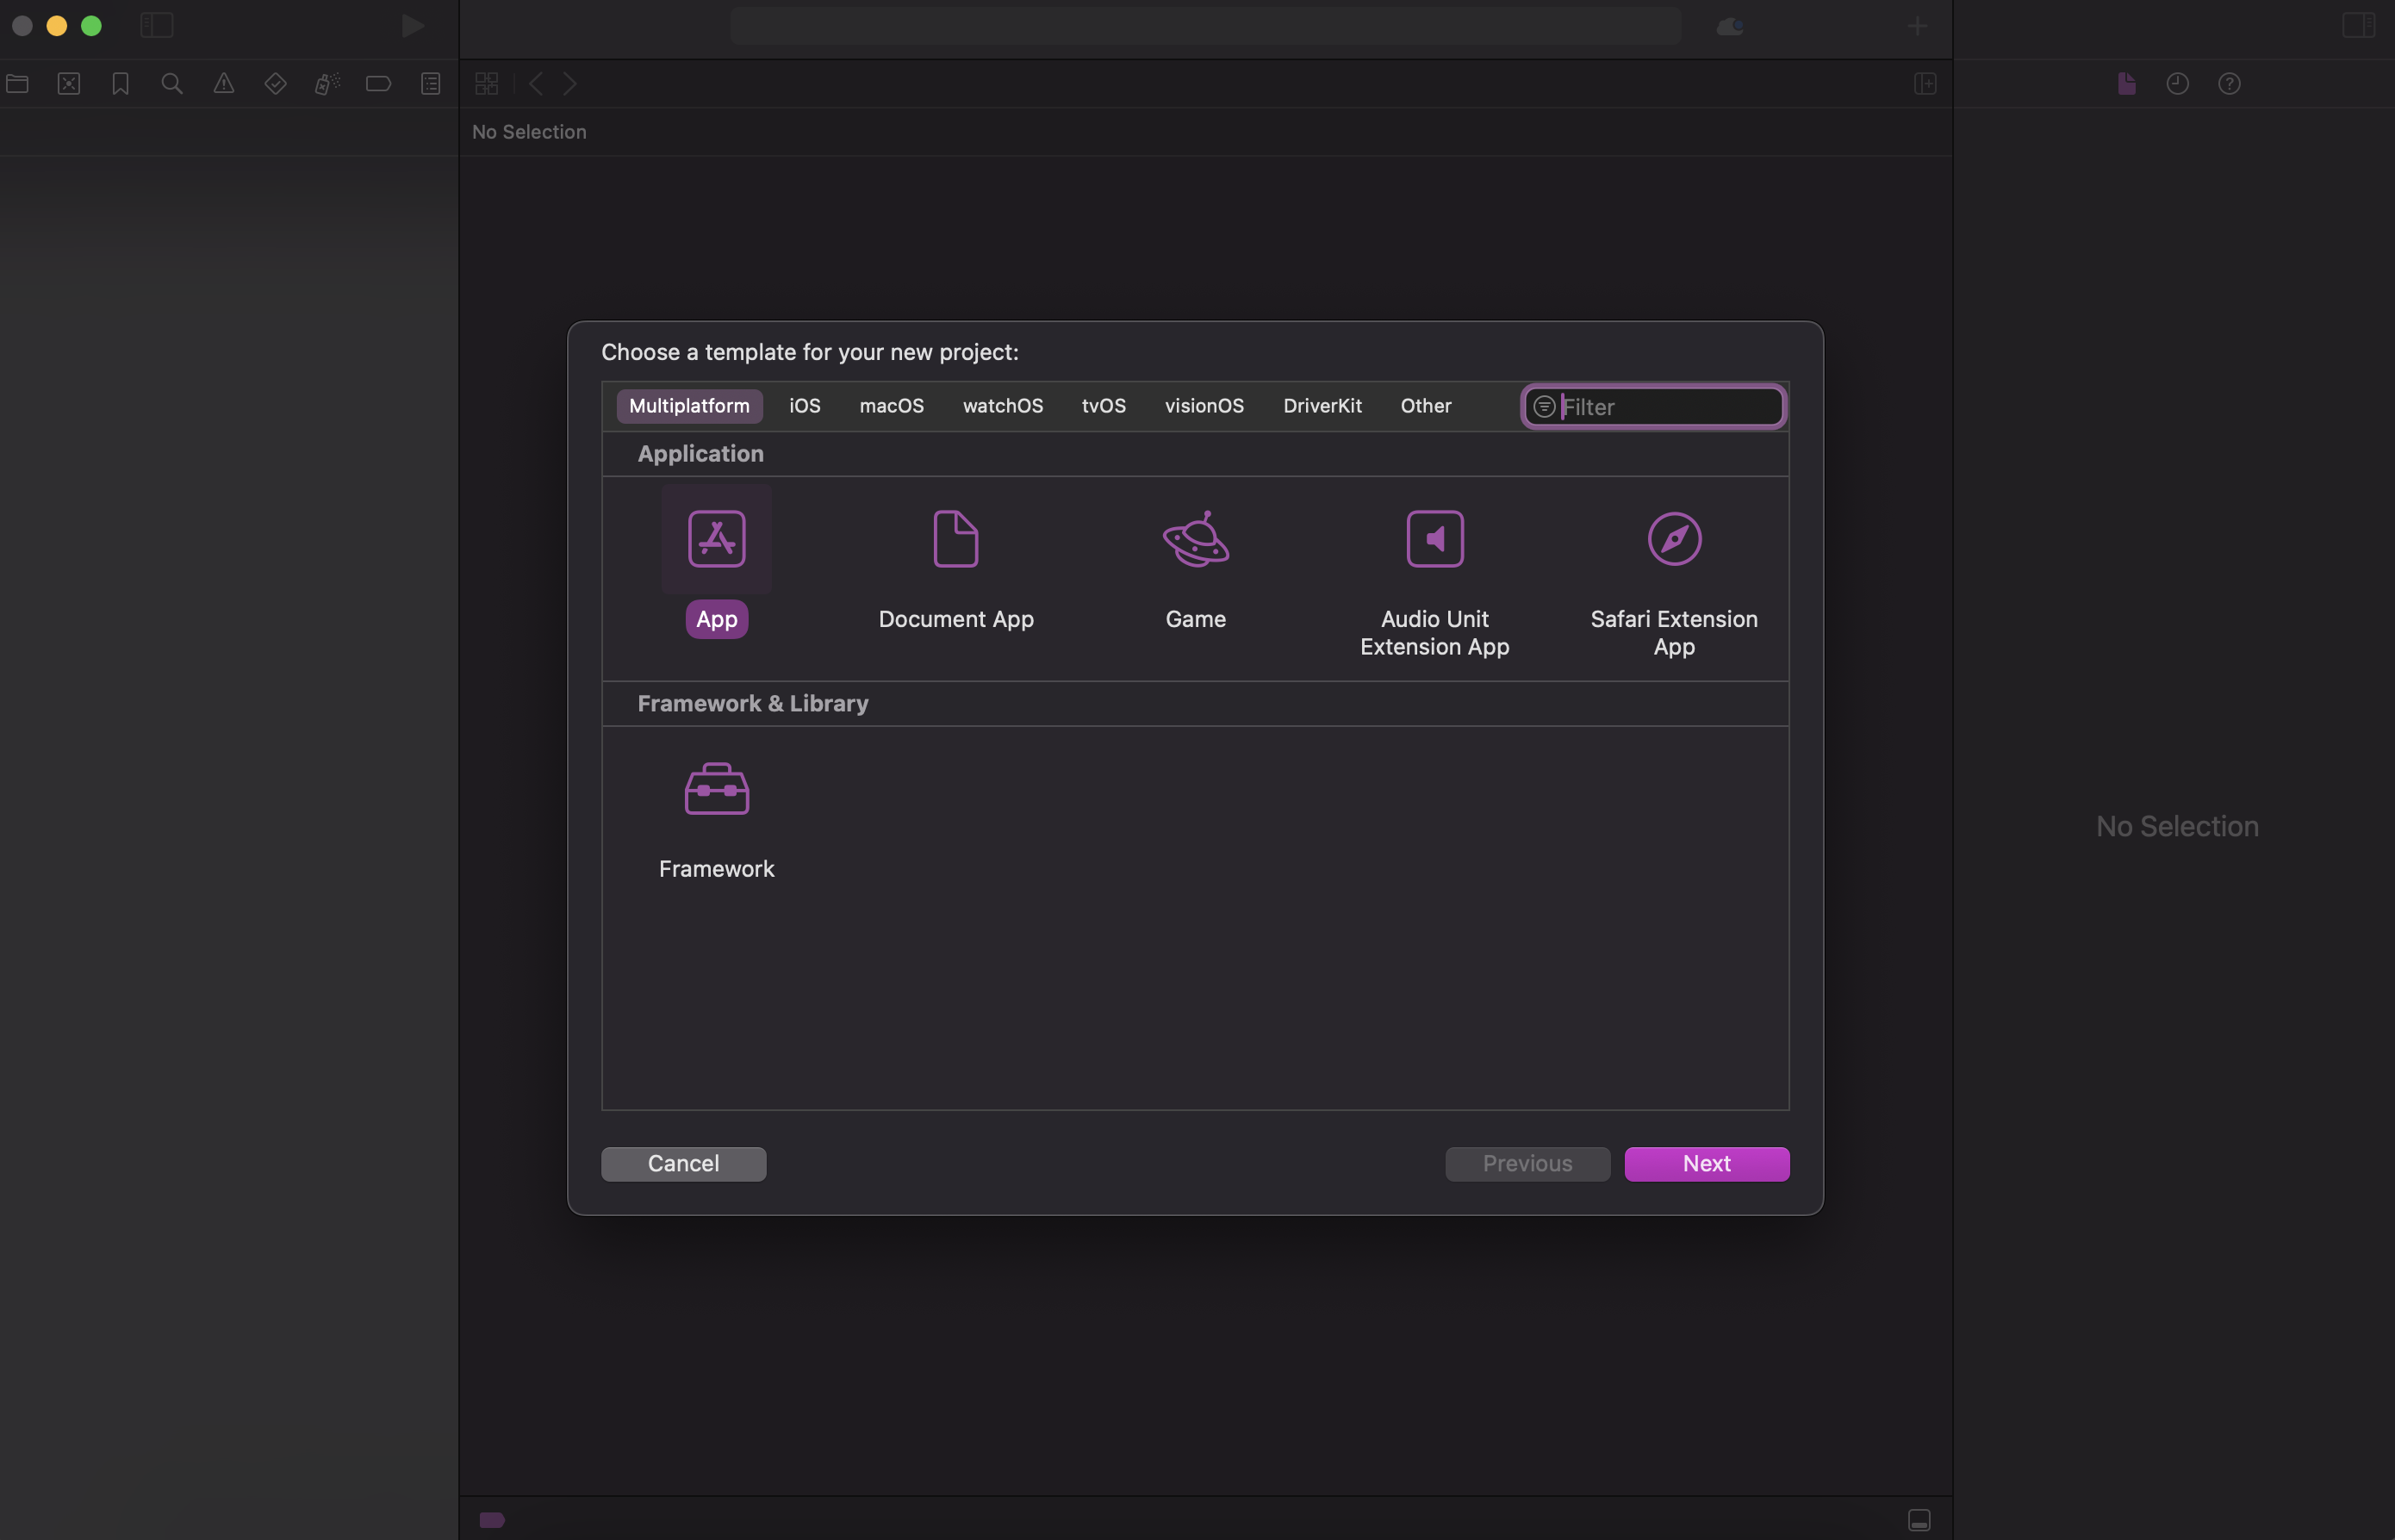 No Selection
Choose a template for your new project:
Multiplatform iOS macOS watchOS tvOS visionOS DriverKit Other Filter
Application
App Document App Game Audio Unit Extension App Safari Extension App
Framework & Library
Framework
No Selection
Cancel Previous Next